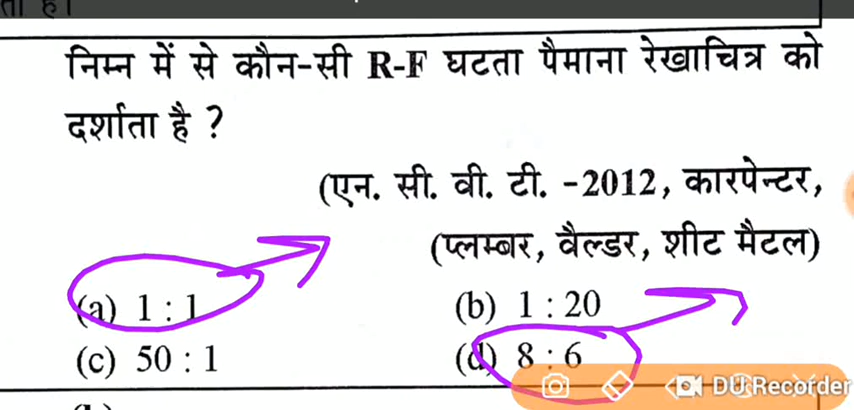 निम्न में से कौन-सी R-F घटता पैमाना रेखाचित्र को
दर्शाता है ?
(एन. सी. वी. टी. -2012, कारपेन्टर,
(प्लम्बर, वैल्डर, शीट मैटल)
(a) 1 : 1
(b) 1 : 20
(c) 50 : 1
(d) 8 : 6
DU Recorder